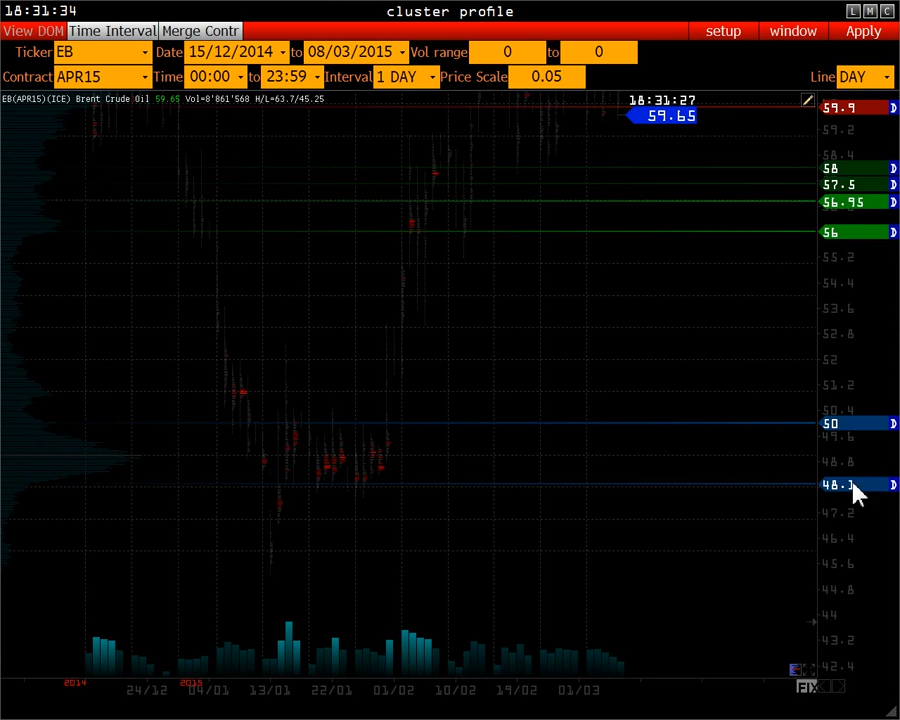 18:31:34 cluster profile L M C
View DOM Time Interval Merge Contr setup window Apply
Ticker EB Date 15/12/2014 to 08/03/2015 Vol range 0 to 0
Contract APR15 Time 00:00 to 23:59 Interval 1 DAY Price Scale 0.05 Line DAY
EB(APR15)(ICE) Brent Crude Oil 59.65 Vol=8'861'568 H/L=63.7/45.25
18:31:27
59.9 D
59.65
59.2
58.4
58 D
57.5 D
56.95 D
56 D
55.2
54.4
53.6
52.8
52
51.2
50.4
50 D
49.6
48.8
48.1 D
47.2
46.4
45.6
44.8
44
43.2
42.4
2014 2015
24/12 04/01 13/01 22/01 01/02 10/02 19/02 01/03 FIX